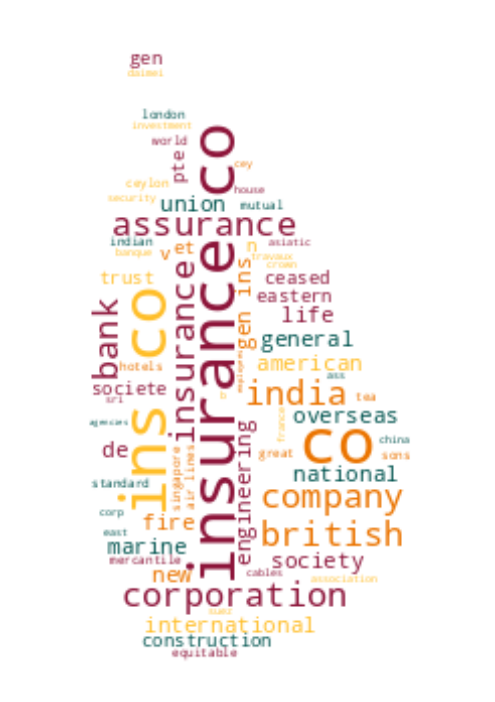 gen
daimei
london
investment
world
pte
insurance co
cey
ceylon
house
security
union
mutual
assurance
indian
asiatic
banque
v
et
n
travaux
crown
trust
insurance
gen ins
ceased
eastern
ins co
bank
life
general
hotels
american
ass
societe
sri
employees
india
tea
overseas
agencies
france
co
china
de
engineering
great
sons
singapore
air lines
standard
national
company
corp
fire
british
east
marine
mercantile
society
new
cables
association
corporation
suez
international
construction
equitable